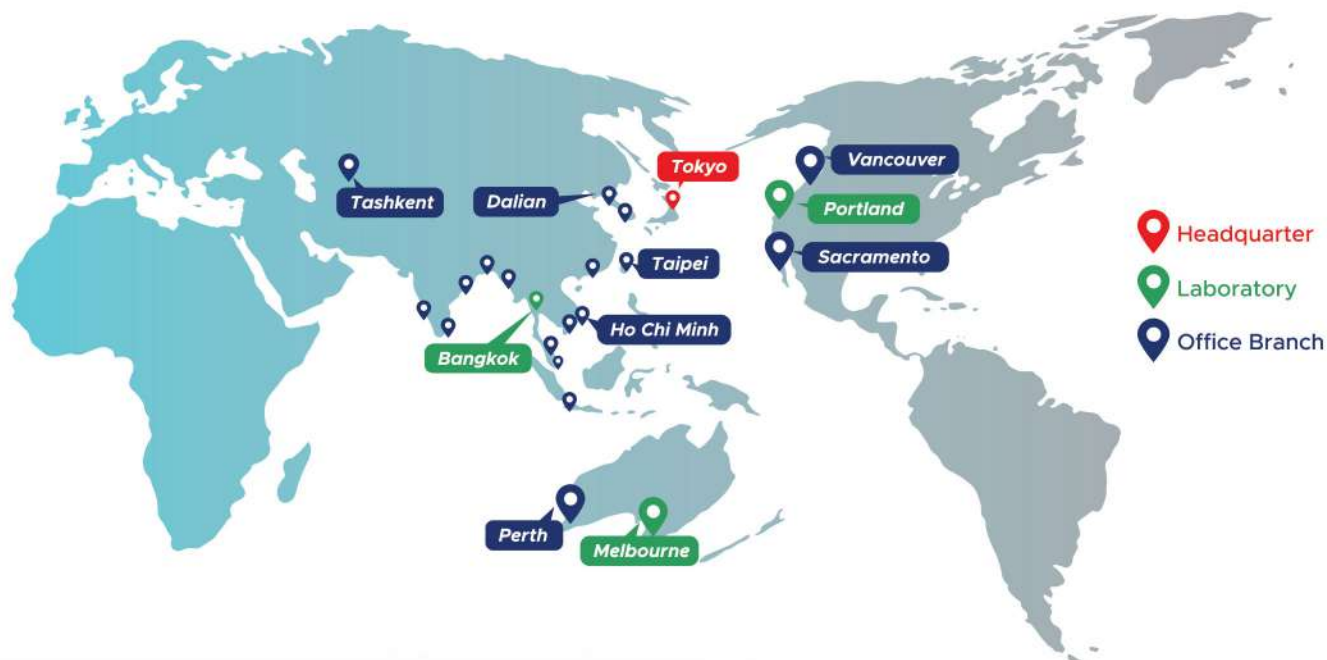 Tokyo
Vancouver
Tashkent
Dalian
Portland
Headquarter
Taipei
Sacramento
Laboratory
Ho Chi Minh
Office Branch
Bangkok
Perth
Melbourne